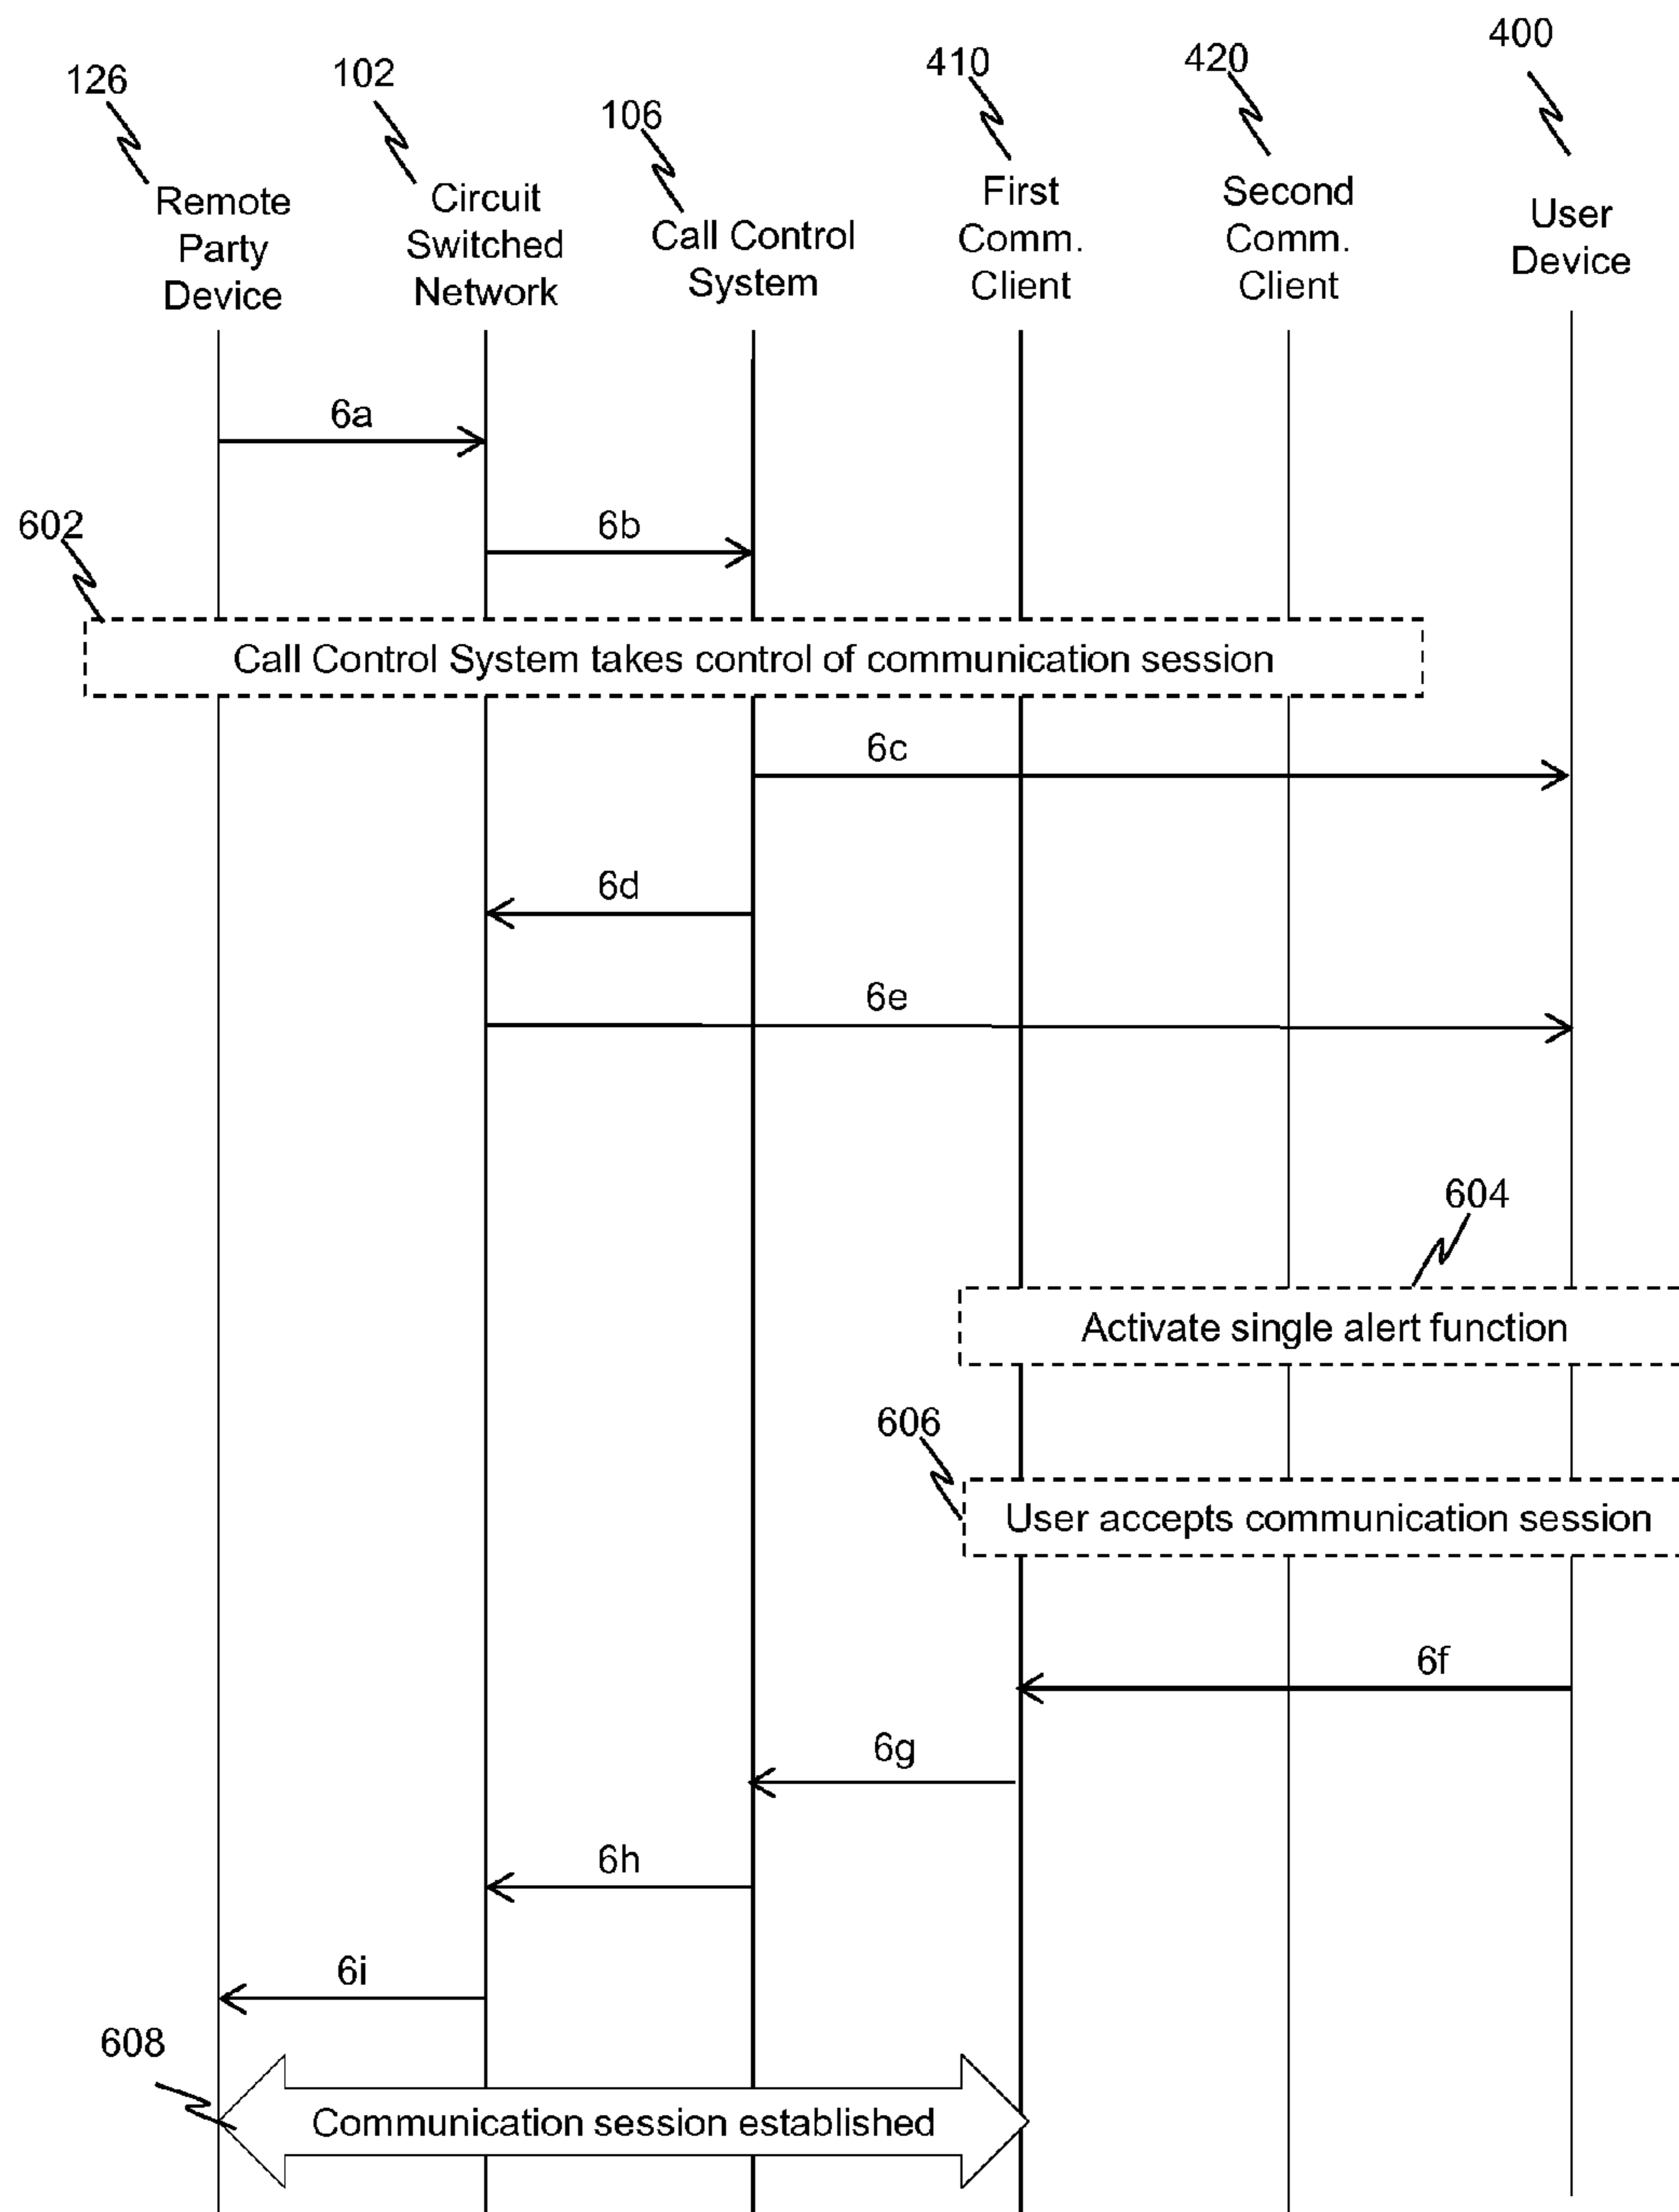 400
410
420
126
102
106
Remote
Party
Device
Circuit
Switched
Network
Call Control
System
First
Comm.
Client
Second
Comm.
Client
User
Device
6a
602
6b
Call Control System takes control of communication session
6c
6d
6e
604
Activate single alert function
606
User accepts communication session
6f
6g
6h
6i
608
Communication session established